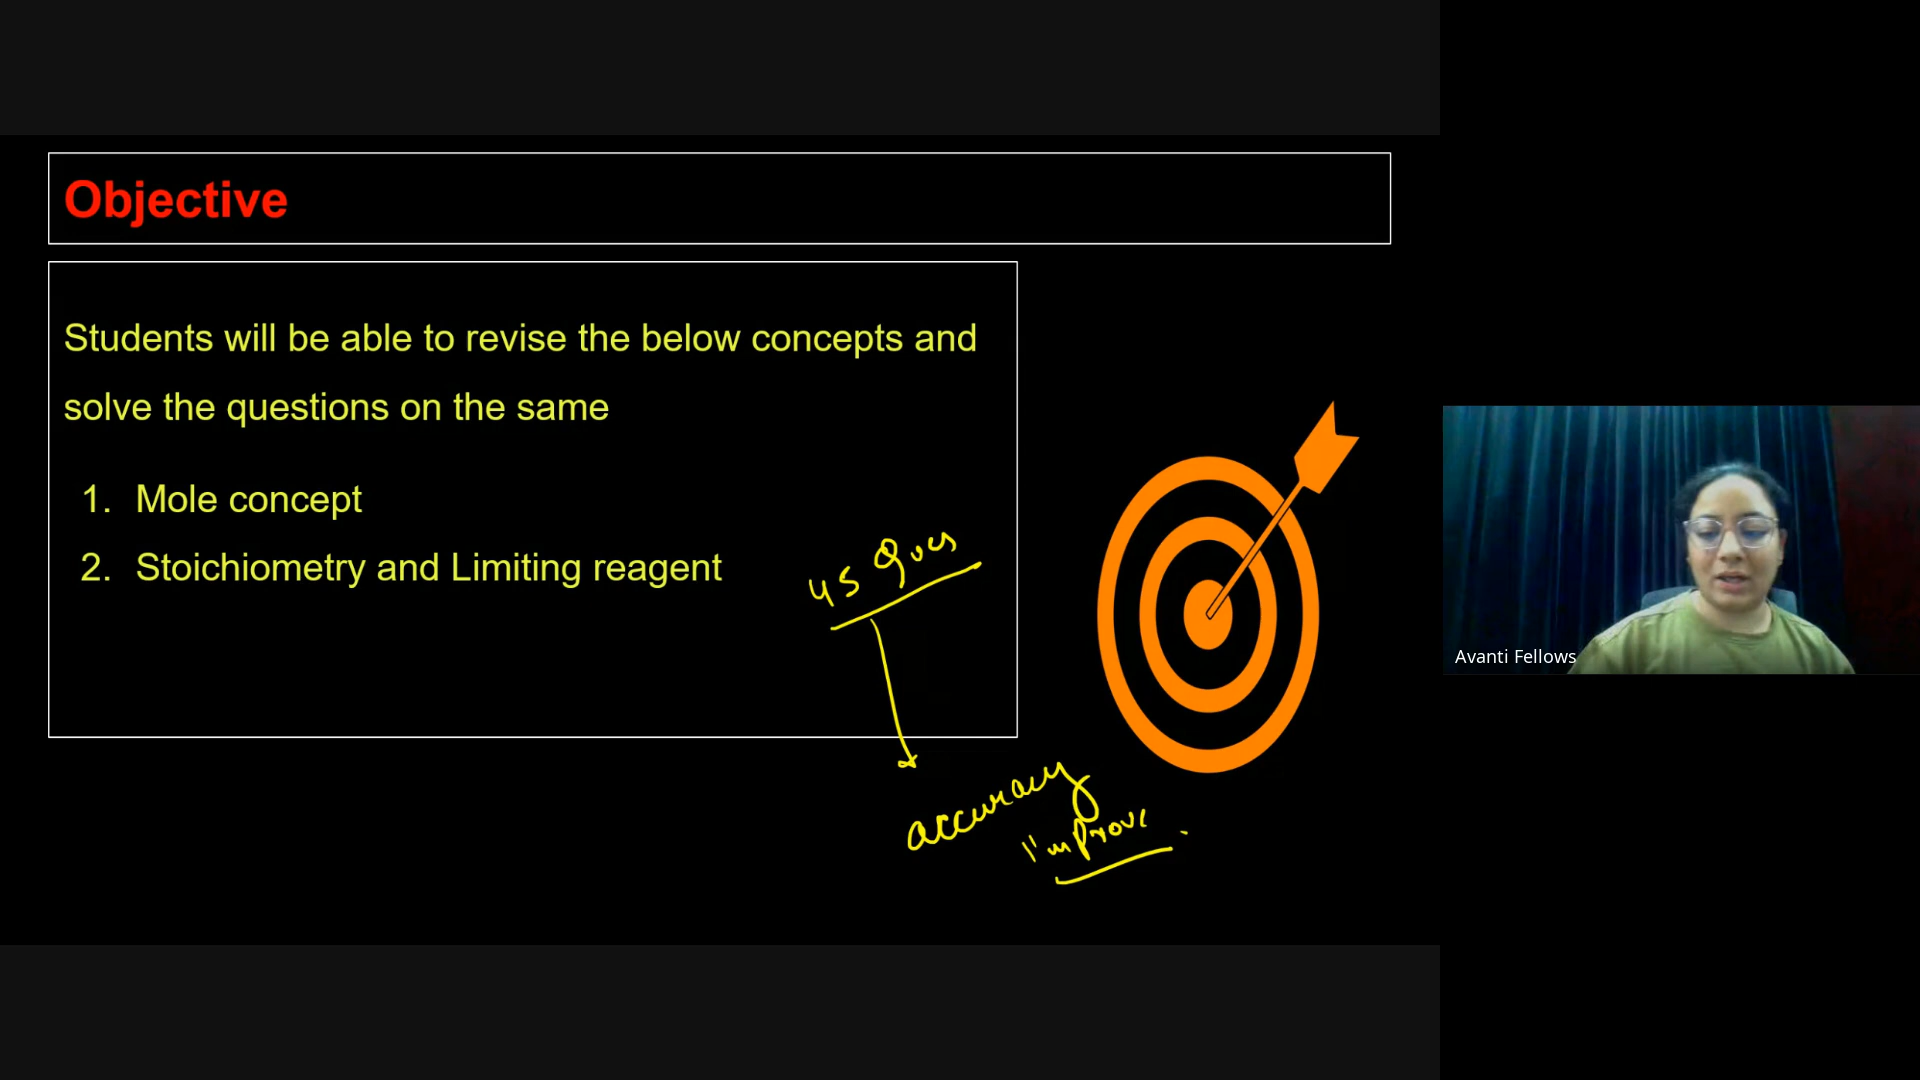 Objective
Students will be able to revise the below concepts and
solve the questions on the same
1. Mole concept
2. Stoichiometry and Limiting reagent
45 Ques
accuracy
improve
Avanti Fellows